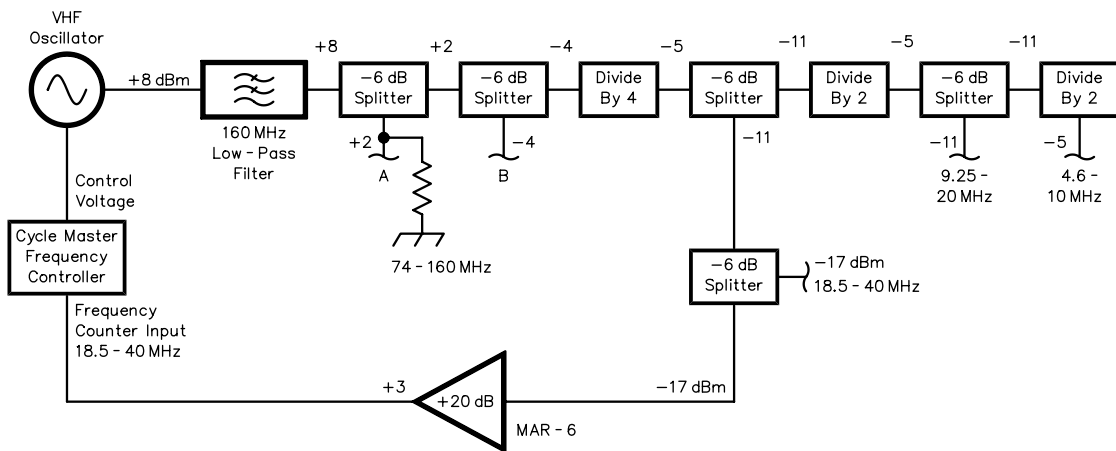 VHF
Oscillator
+8 dBm
160 MHz
Low - Pass
Filter
+8
-6 dB
Splitter
+2
A
74 - 160 MHz
+2
-6 dB
Splitter
-4
B
-4
Divide
By 4
-5
-6 dB
Splitter
-11
-11
Divide
By 2
-5
-6 dB
Splitter
-11
9.25 -
20 MHz
-11
Divide
By 2
-5
4.6 -
10 MHz
Control
Voltage
Cycle Master
Frequency
Controller
Frequency
Counter Input
18.5 - 40 MHz
-6 dB
Splitter
-17 dBm
18.5 - 40 MHz
+3
+20 dB
MAR - 6
-17 dBm